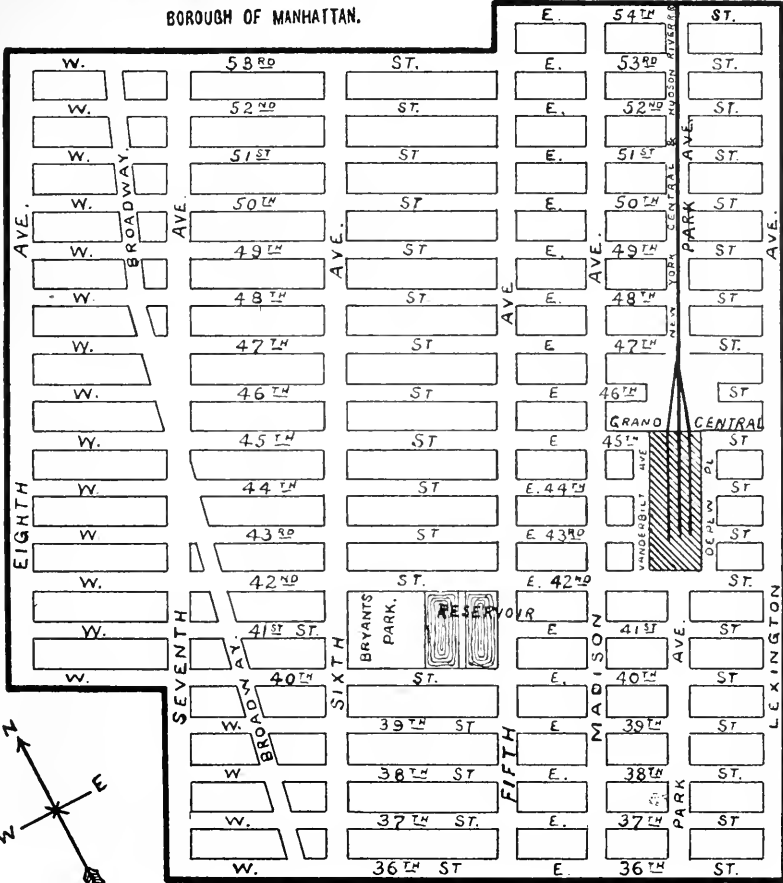 BOROUGH OF MANHATTAN.
E. 54TH ST.
W. 53RD ST. E. 53RD ST.
W. 52ND ST. E. 52ND ST.
W. 51ST ST E. 51ST ST.
W. 50TH ST E. 50TH ST
W. 49TH ST E. 49TH ST
W. 48TH ST E. 48TH ST
W. 47TH ST E 47TH ST.
W. 46TH ST E 46TH ST
GRAND CENTRAL
W. 45TH ST E 45TH ST
W. 44TH ST E. 44TH ST
W. 43RD ST E. 43RD ST
W. 42ND ST. E. 42ND ST.
W. 41ST ST. E 41ST ST
W. 40TH ST. E. 40TH ST
W. 39TH ST E 39TH ST
W 38TH ST E. 38TH ST.
W. 37TH ST. E. 37TH ST.
W. 36TH ST E. 36TH ST
EIGHTH AVE.
BROADWAY.
SEVENTH AVE.
BROADWAY.
SIXTH AVE.
BRYANTS PARK.
RESERVOIR
FIFTH AVE
MADISON AVE.
VANDERBILT AVE
NEW YORK CENTRAL & HUDSON RIVER RR
PARK AVE.
DEPEW PL
PARK AVE.
LEXINGTON AVE.
N
E
W